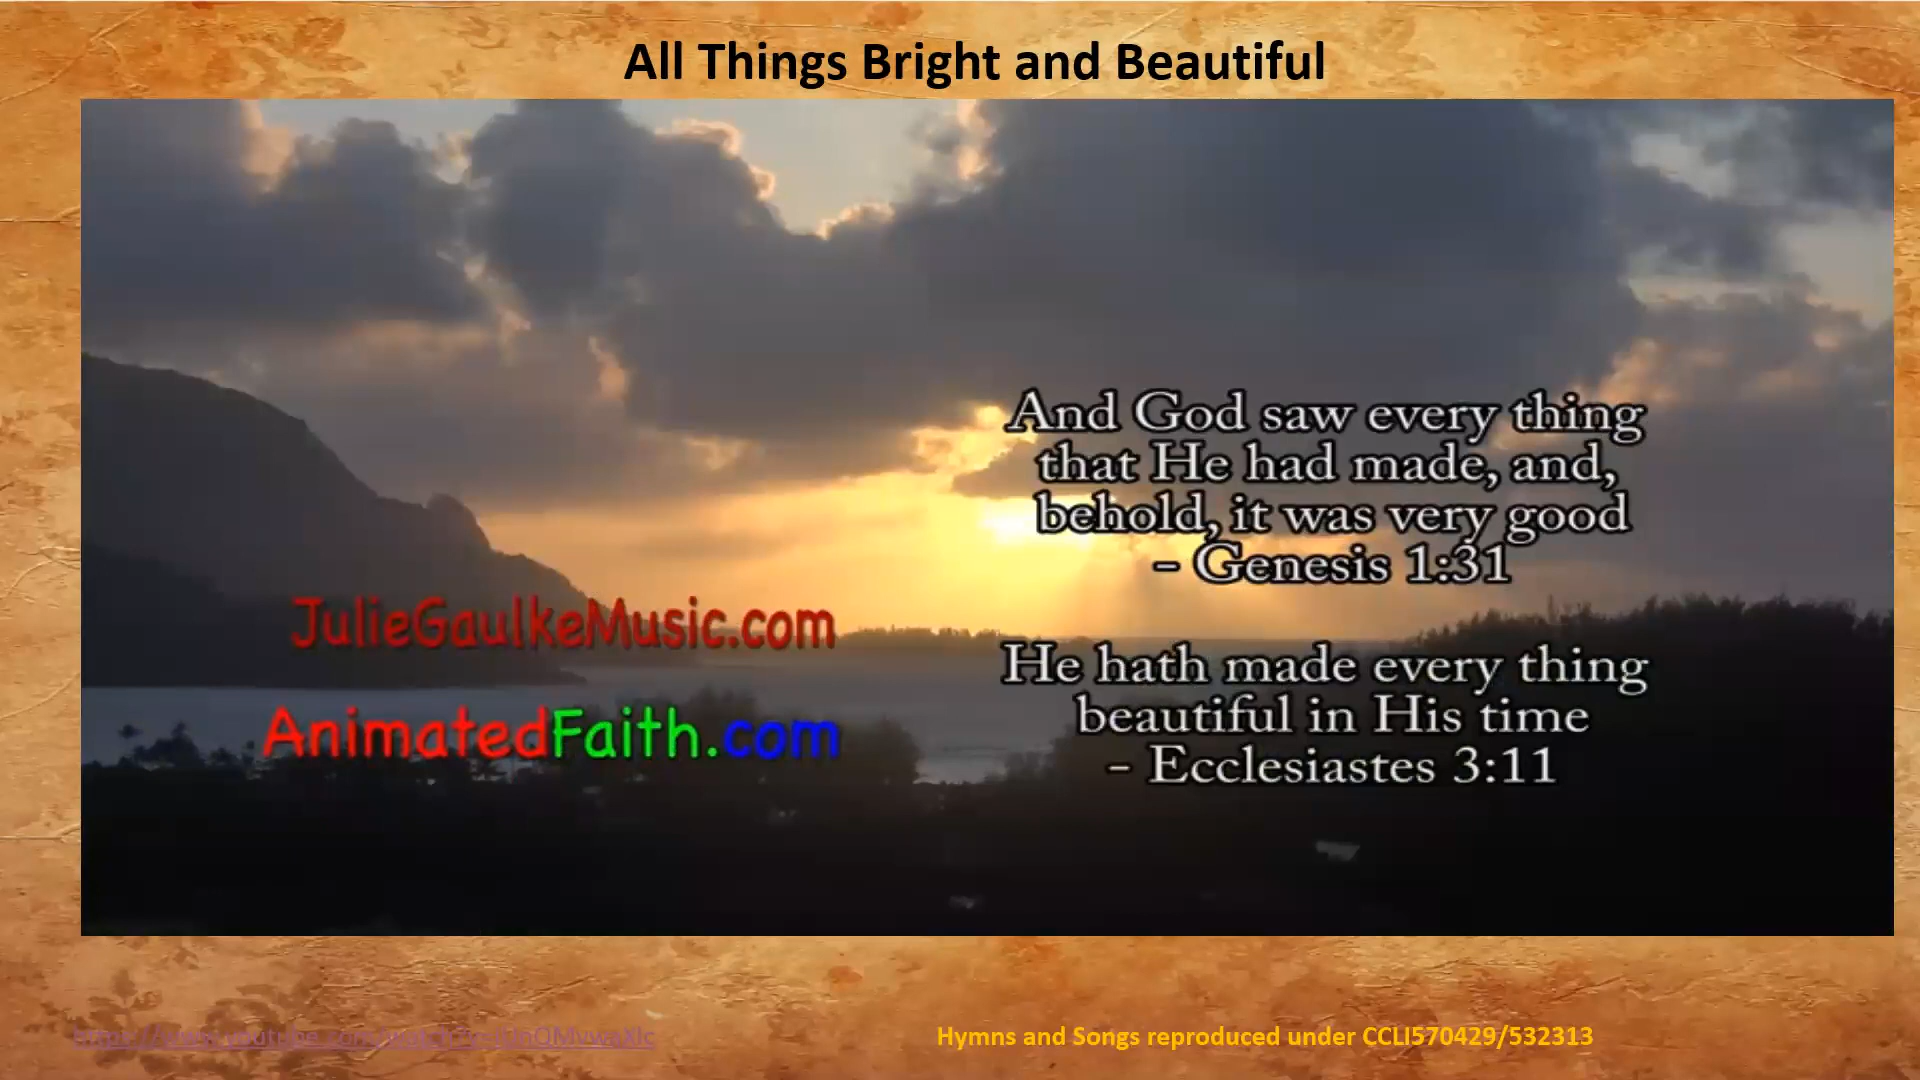 All Things Bright and Beautiful
And God saw every thing
that He had made, and,
behold, it was very good
- Genesis 1:31
JulieGaulkeMusic.com
He hath made every thing
beautiful in His time
- Ecclesiastes 3:11
AnimatedFaith.com
Hymns and Songs reproduced under CCLI570429/532313